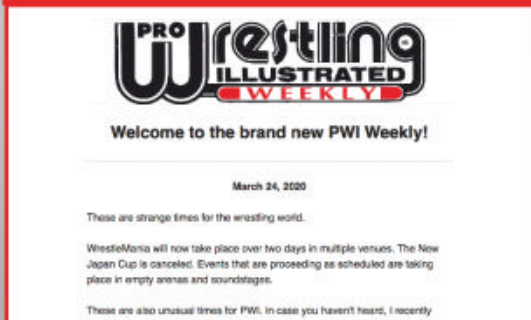 PRO
Wrestling
ILLUSTRATED
WEEKLY
Welcome to the brand new PWI Weekly!
March 24, 2020
These are strange times for the wrestling world.
WrestleMania will now take place over two days in multiple venues. The New
Japan Cup is canceled. Events that are proceeding as scheduled are taking
place in empty arenas and soundstages.
These are also unusual times for PWI. In case you haven't heard, I recently